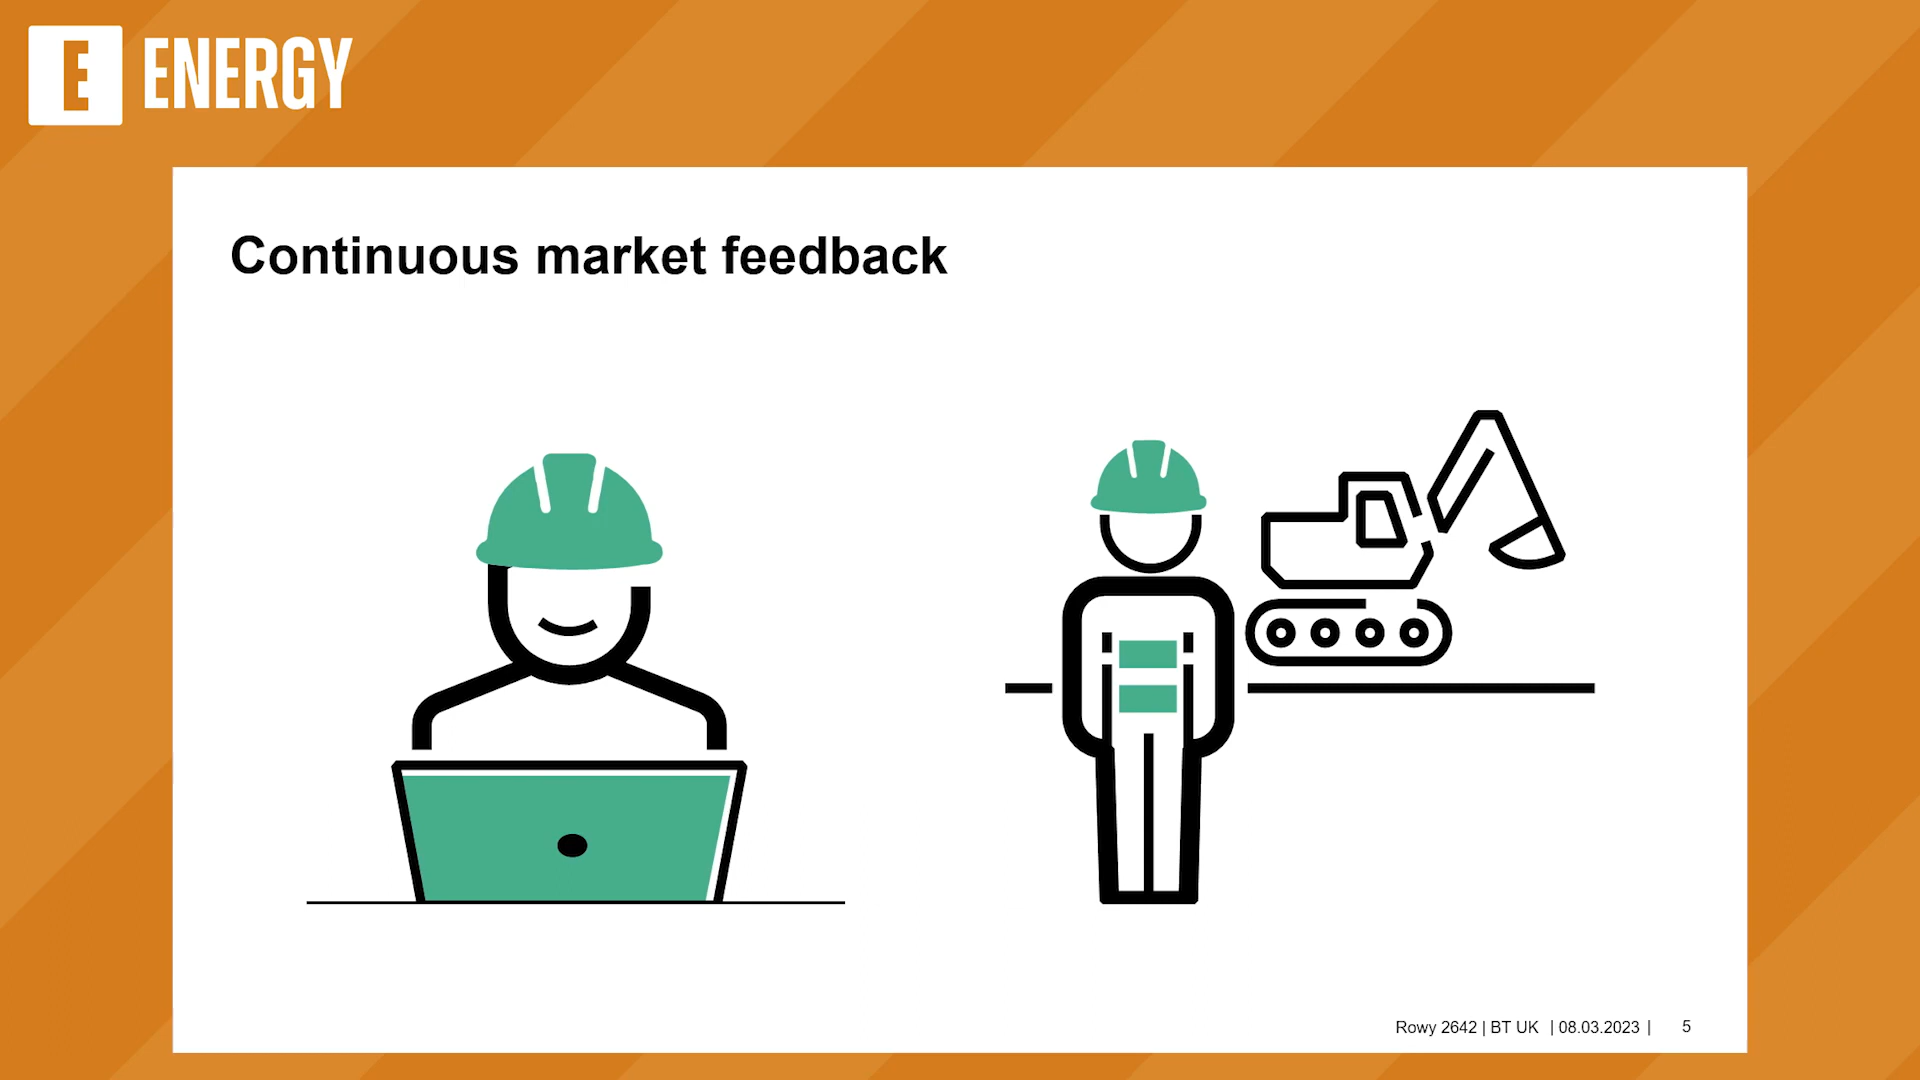 E ENERGY
Continuous market feedback
Rowy 2642 | BT UK | 08.03.2023 | 5